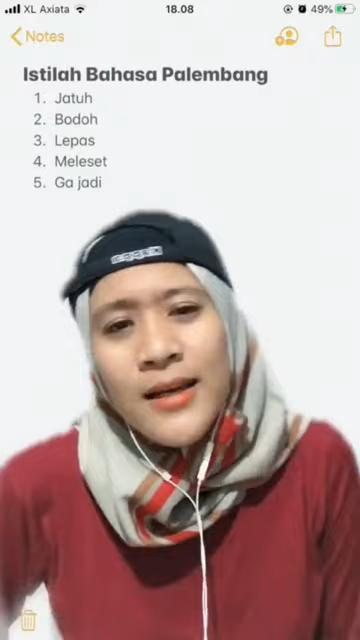 XL Axiata
18.08
49%
Notes
Istilah Bahasa Palembang
1. Jatuh
2. Bodoh
3. Lepas
4. Meleset
5. Ga jadi